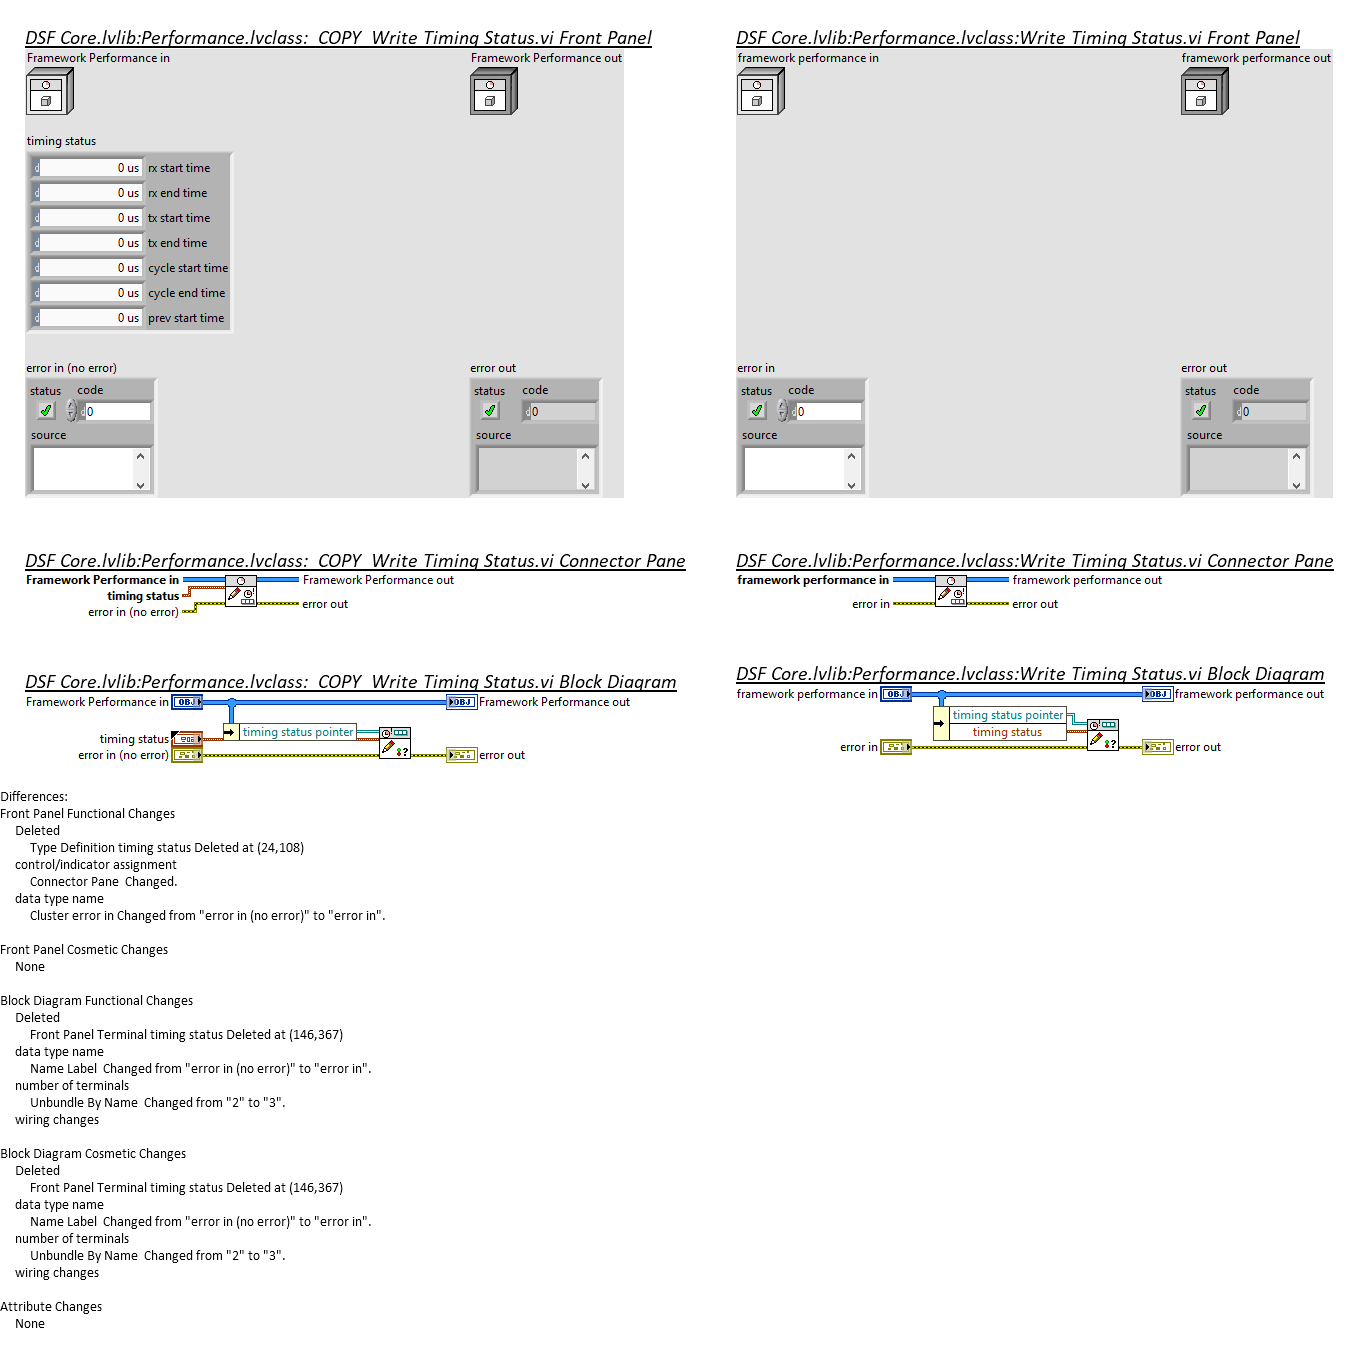 DSF Core.lvlib:Performance.lvclass:  COPY  Write Timing Status.vi Front Panel
Framework Performance in
Framework Performance out
timing status
d 0 us rx start time
d 0 us rx end time
d 0 us tx start time
d 0 us tx end time
d 0 us cycle start time
d 0 us cycle end time
d 0 us prev start time
error in (no error)
status code
d 0
source
error out
status code
d 0
source
DSF Core.lvlib:Performance.lvclass:Write Timing Status.vi Front Panel
framework performance in
framework performance out
error in
status code
d 0
source
error out
status code
d 0
source
DSF Core.lvlib:Performance.lvclass:  COPY  Write Timing Status.vi Connector Pane
Framework Performance in
Framework Performance out
timing status
error in (no error)
error out
DSF Core.lvlib:Performance.lvclass:Write Timing Status.vi Connector Pane
framework performance in
framework performance out
error in
error out
DSF Core.lvlib:Performance.lvclass:  COPY  Write Timing Status.vi Block Diagram
Framework Performance in OBJ
OBJ Framework Performance out
timing status pointer
timing status
?
error in (no error)
error out
DSF Core.lvlib:Performance.lvclass:Write Timing Status.vi Block Diagram
framework performance in OBJ
OBJ framework performance out
timing status pointer
timing status
?
error in
error out
Differences:
Front Panel Functional Changes
Deleted
Type Definition timing status Deleted at (24,108)
control/indicator assignment
Connector Pane  Changed.
data type name
Cluster error in Changed from "error in (no error)" to "error in".
Front Panel Cosmetic Changes
None
Block Diagram Functional Changes
Deleted
Front Panel Terminal timing status Deleted at (146,367)
data type name
Name Label  Changed from "error in (no error)" to "error in".
number of terminals
Unbundle By Name  Changed from "2" to "3".
wiring changes
Block Diagram Cosmetic Changes
Deleted
Front Panel Terminal timing status Deleted at (146,367)
data type name
Name Label  Changed from "error in (no error)" to "error in".
number of terminals
Unbundle By Name  Changed from "2" to "3".
wiring changes
Attribute Changes
None